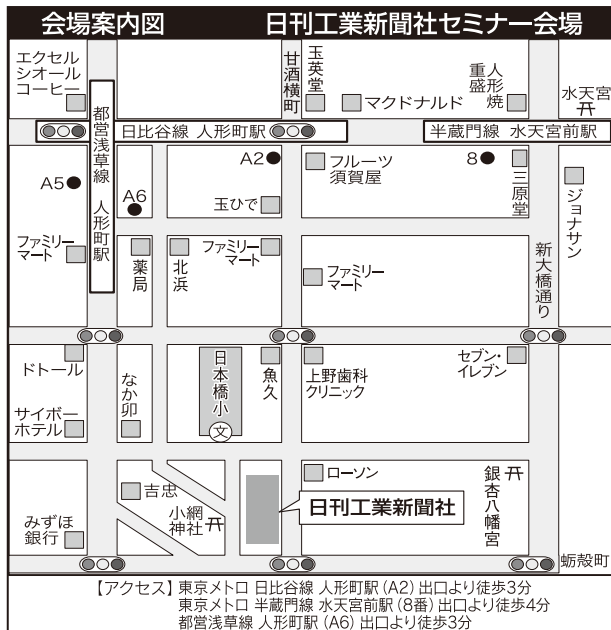 会場案内図　日刊工業新聞社セミナー会場
エクセル
シオール
コーヒー
都営浅草線 人形町駅
甘酒横町
玉英堂
マクドナルド
人形焼
重盛
水天宮
日比谷線 人形町駅
半蔵門線 水天宮前駅
A5
A6
A2
フルーツ
須賀屋
8
三原堂
ジョナサン
玉ひで
ファミリー
マート
薬局
北浜
ファミリー
マート
ファミリー
マート
新大橋通り
ドトール
なか卯
日本橋小
文
魚久
上野歯科
クリニック
セブン・
イレブン
サイボー
ホテル
吉忠
小網
神社
ローソン
日刊工業新聞社
銀杏八幡宮
みずほ
銀行
蛎殻町
【アクセス】東京メトロ 日比谷線 人形町駅(A2)出口より徒歩3分
東京メトロ 半蔵門線 水天宮前駅(8番)出口より徒歩4分
都営浅草線 人形町駅(A6)出口より徒歩3分